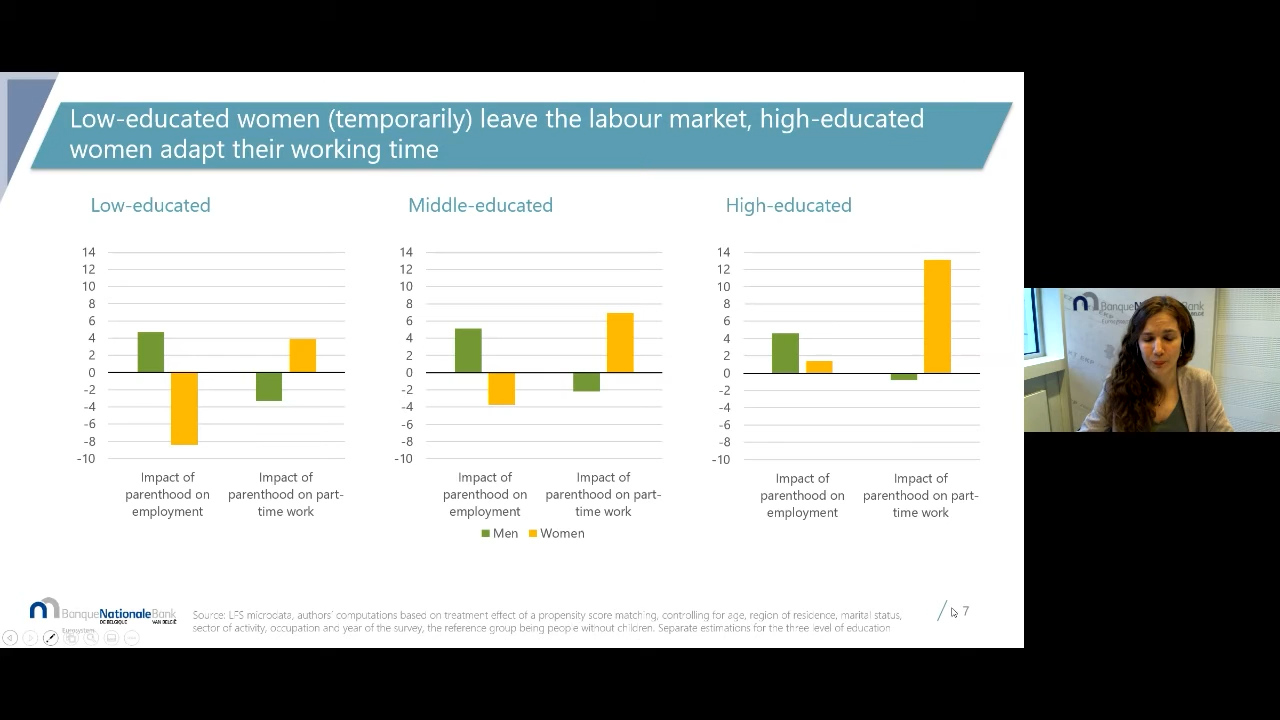 Low-educated women (temporarily) leave the labour market, high-educated
women adapt their working time
Low-educated
14
12
10
8
6
4
2
0
-2
-4
-6
-8
-10
Impact of
parenthood on
employment
Impact of
parenthood on part-
time work
Middle-educated
14
12
10
8
6
4
2
0
-2
-4
-6
-8
-10
Impact of
parenthood on
employment
Impact of
parenthood on part-
time work
High-educated
14
12
10
8
6
4
2
0
-2
-4
-6
-8
-10
Impact of
parenthood on
employment
Impact of
parenthood on part-
time work
Men Women
BanqueNationaleBank
DE BELGIQUE VAN BELGIË
Eurosystem
Source: LFS microdata, authors' computations based on treatment effect of a propensity score matching, controlling for age, region of residence, marital status,
sector of activity, occupation and year of the survey, the reference group being people without children. Separate estimations for the three level of education
7
BanqueNationaleBank